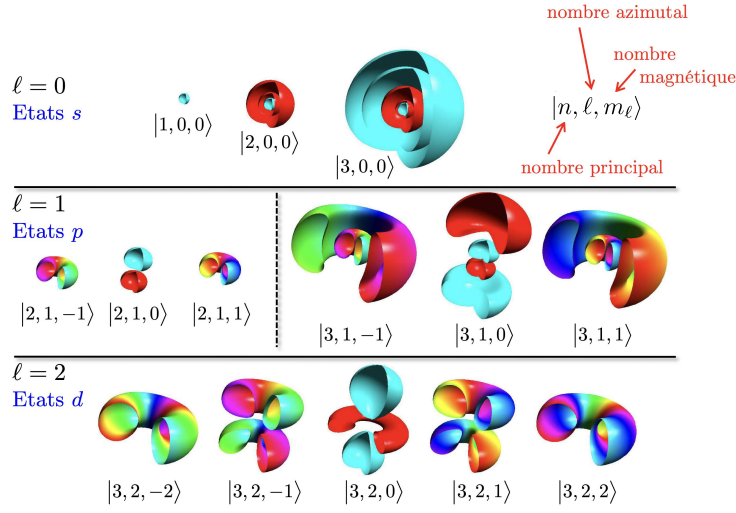 nombre azimutal
nombre
magnétique
ℓ = 0
Etats s
|1, 0, 0⟩
|2, 0, 0⟩
|3, 0, 0⟩
|n, ℓ, mℓ⟩
nombre principal
ℓ = 1
Etats p
|2, 1, −1⟩
|2, 1, 0⟩
|2, 1, 1⟩
|3, 1, −1⟩
|3, 1, 0⟩
|3, 1, 1⟩
ℓ = 2
Etats d
|3, 2, −2⟩
|3, 2, −1⟩
|3, 2, 0⟩
|3, 2, 1⟩
|3, 2, 2⟩